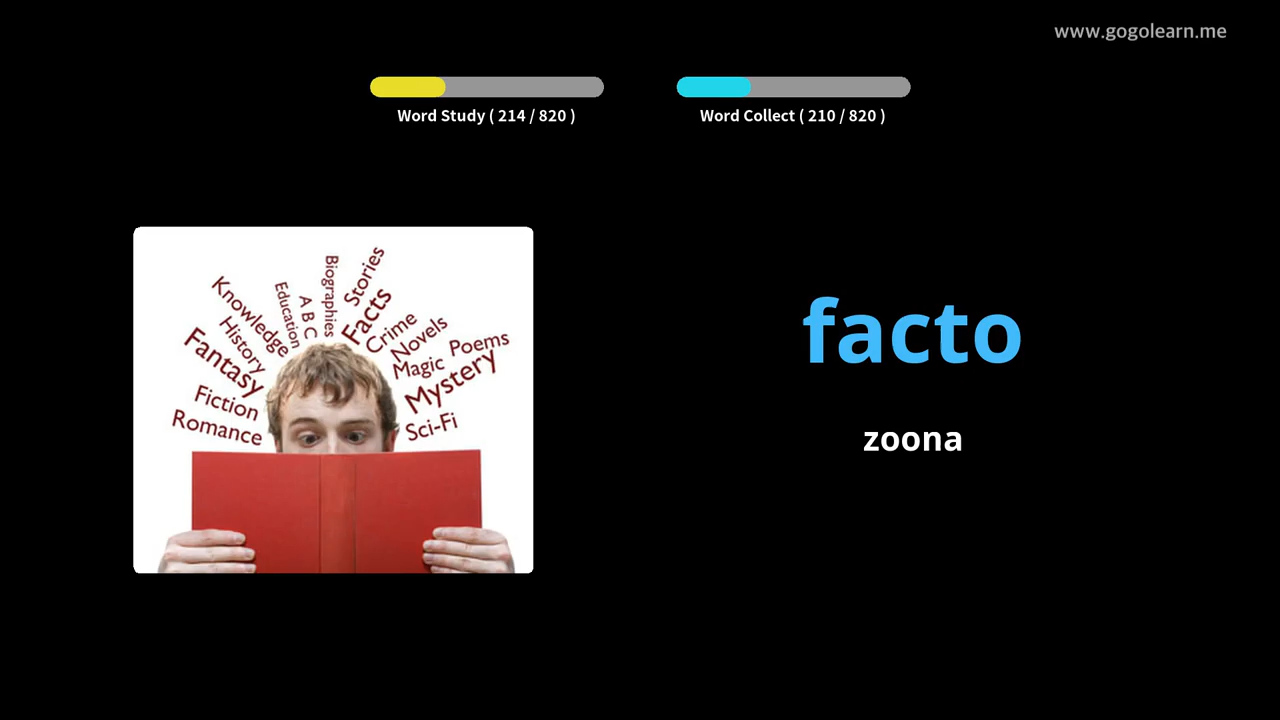 www.gogolearn.me
Word Study ( 214 / 820 )
Word Collect ( 210 / 820 )
Biographies
Stories
Education
A B C
Facts
Knowledge
History
Crime
Novels
Poems
Fantasy
Magic
Mystery
Fiction
Romance
Sci-Fi
facto
zoona